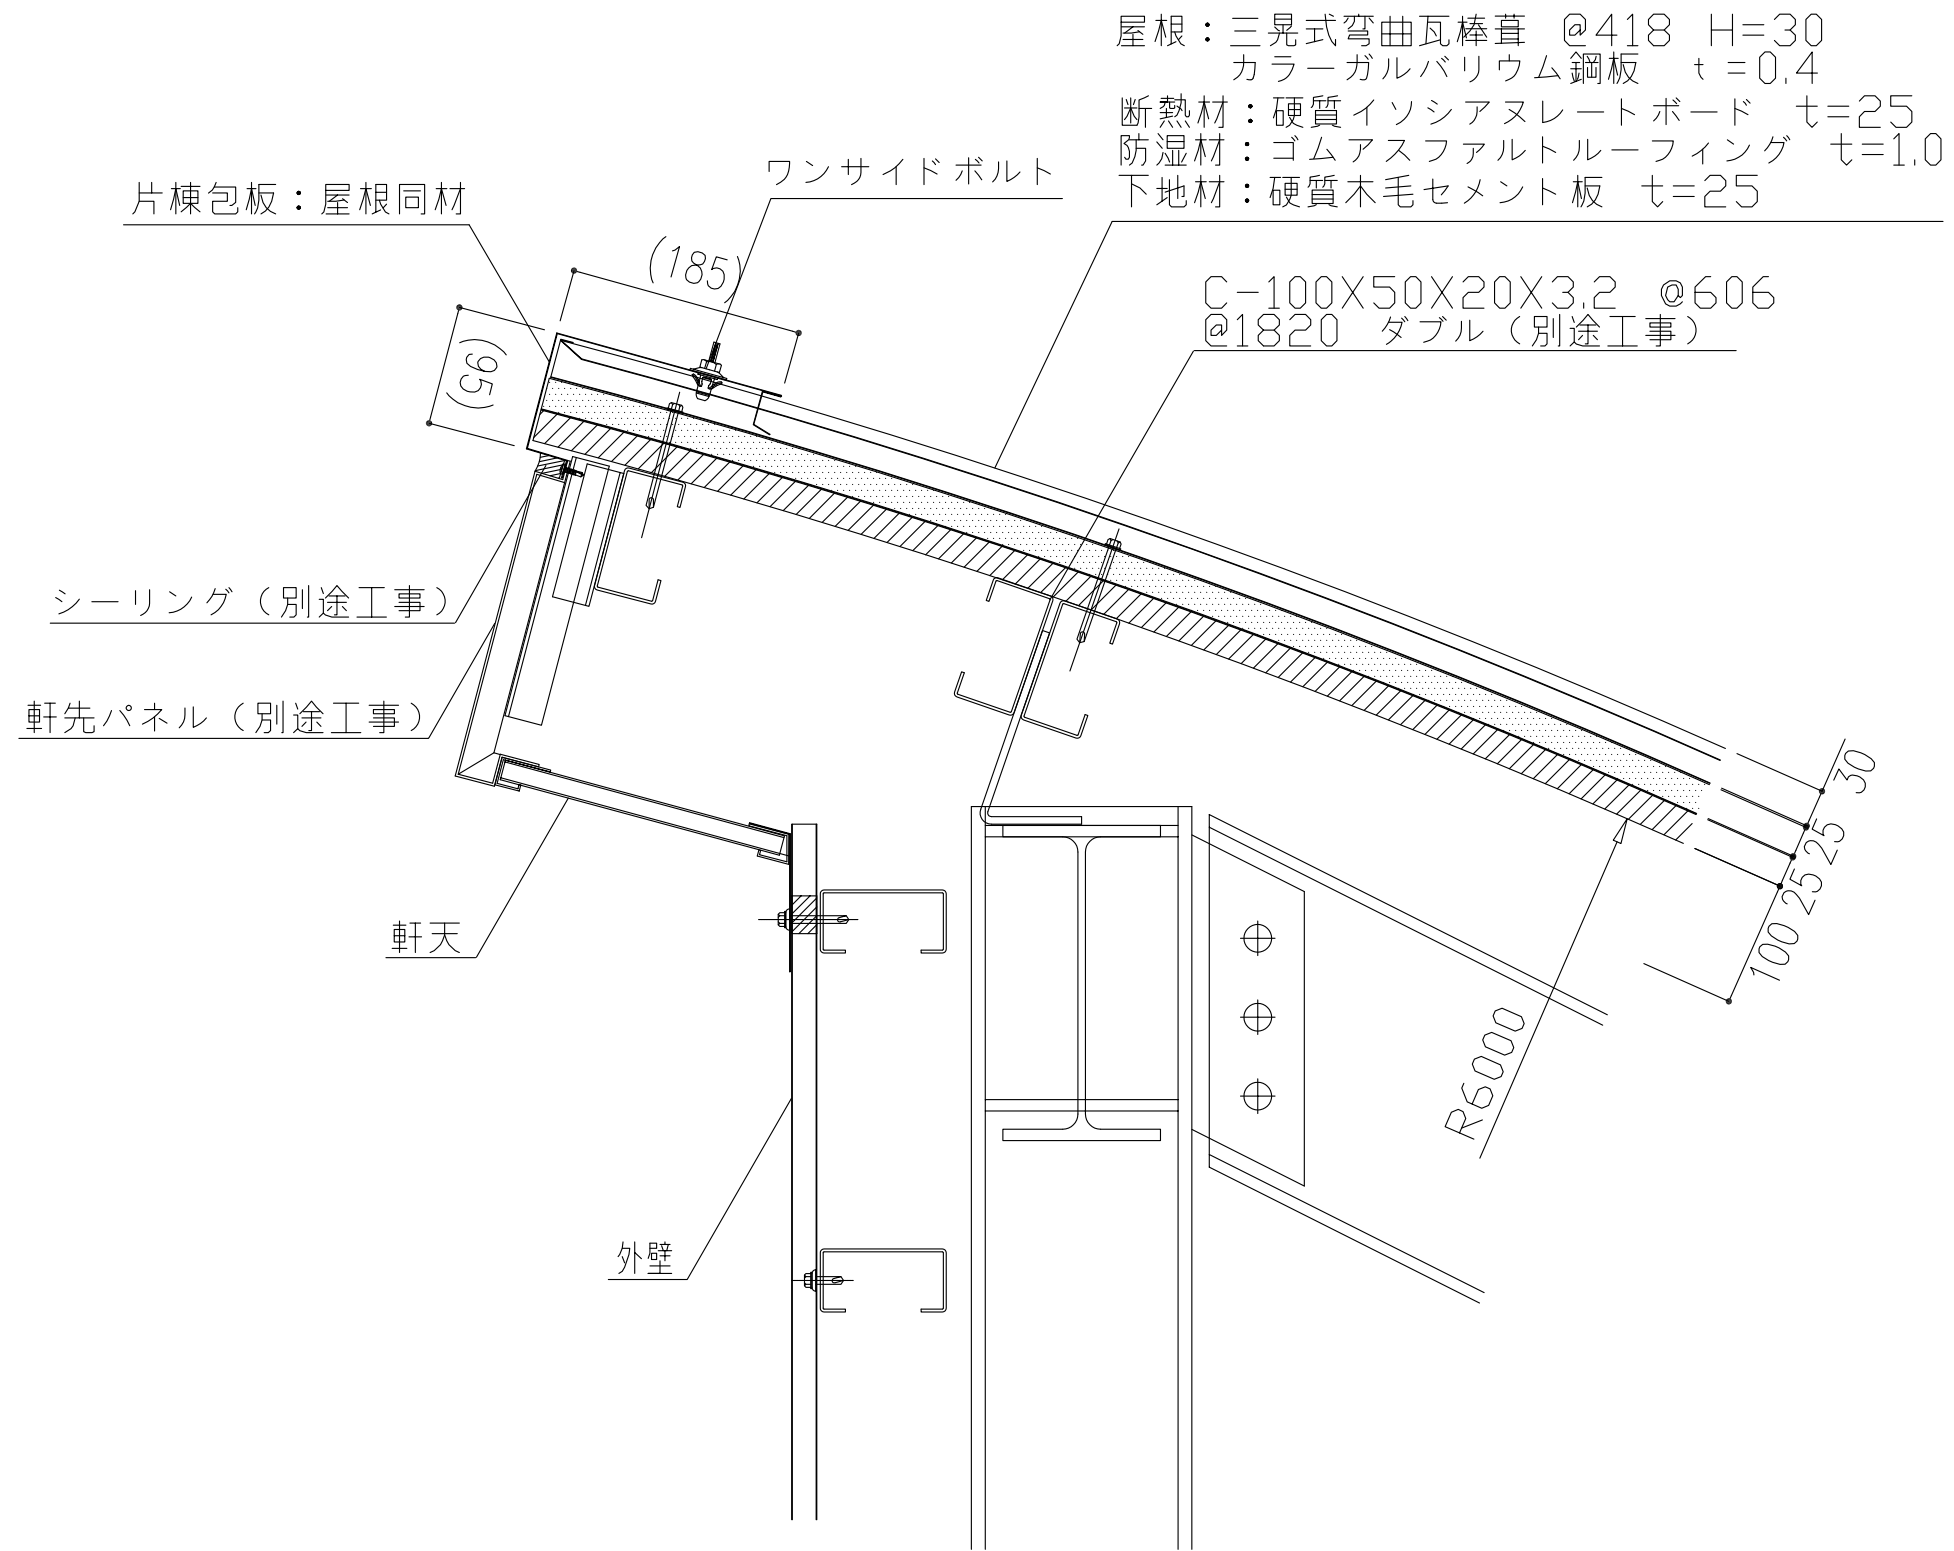 屋根：三晃式弯曲瓦棒葺 @418 H=30
カラーガルバリウム鋼板 t=0.4
断熱材：硬質イソシアヌレートボード t=25
防湿材：ゴムアスファルトルーフィング t=1.0
下地材：硬質木毛セメント板 t=25
ワンサイドボルト
片棟包板：屋根同材
(185)
C-100X50X20X3.2 @606
@1820 ダブル（別途工事）
(95)
シーリング（別途工事）
軒先パネル（別途工事）
30
25
25
100
軒天
R6000
外壁